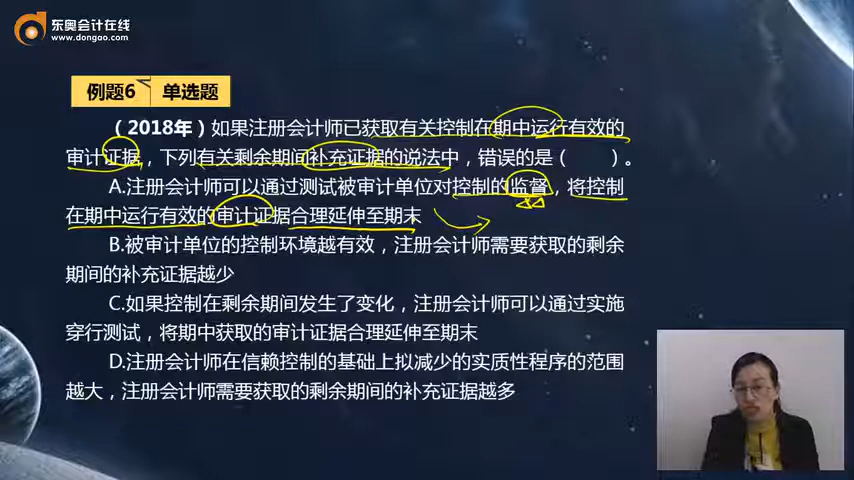 东奥会计在线
www.dongao.com
例题6 单选题
（2018年）如果注册会计师已获取有关控制在期中运行有效的
审计证据，下列有关剩余期间补充证据的说法中，错误的是（　　）。
A.注册会计师可以通过测试被审计单位对控制的监督，将控制
在期中运行有效的审计证据合理延伸至期末
B.被审计单位的控制环境越有效，注册会计师需要获取的剩余
期间的补充证据越少
C.如果控制在剩余期间发生了变化，注册会计师可以通过实施
穿行测试，将期中获取的审计证据合理延伸至期末
D.注册会计师在信赖控制的基础上拟减少的实质性程序的范围
越大，注册会计师需要获取的剩余期间的补充证据越多